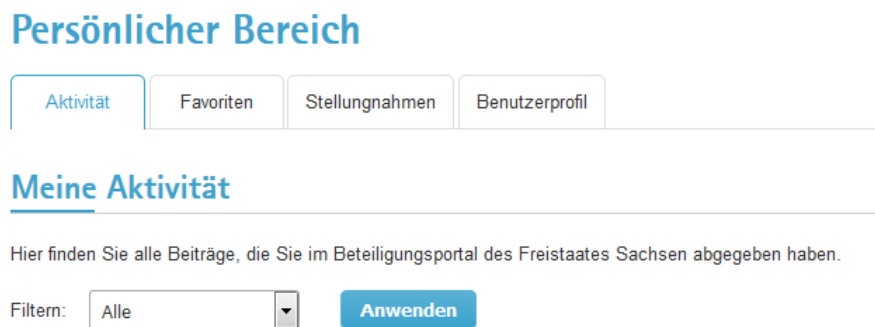 Persönlicher Bereich
Aktivität Favoriten Stellungnahmen Benutzerprofil
Meine Aktivität
Hier finden Sie alle Beiträge, die Sie im Beteiligungsportal des Freistaates Sachsen abgegeben haben.
Filtern: Alle Anwenden